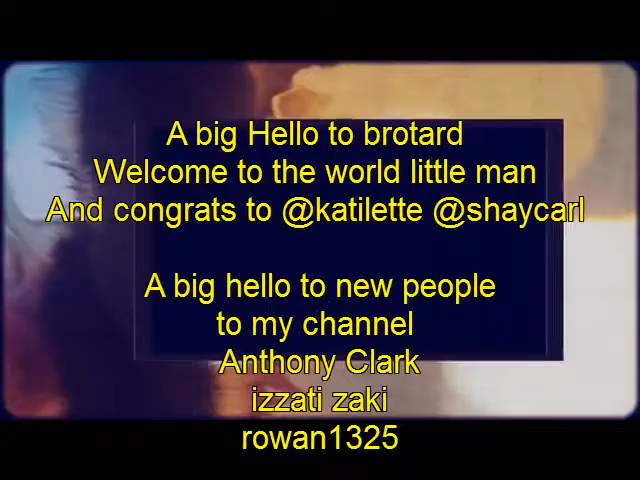 A big Hello to brotard
Welcome to the world little man
And congrats to @katilette @shaycarl
A big hello to new people
to my channel
Anthony Clark
izzati zaki
rowan1325